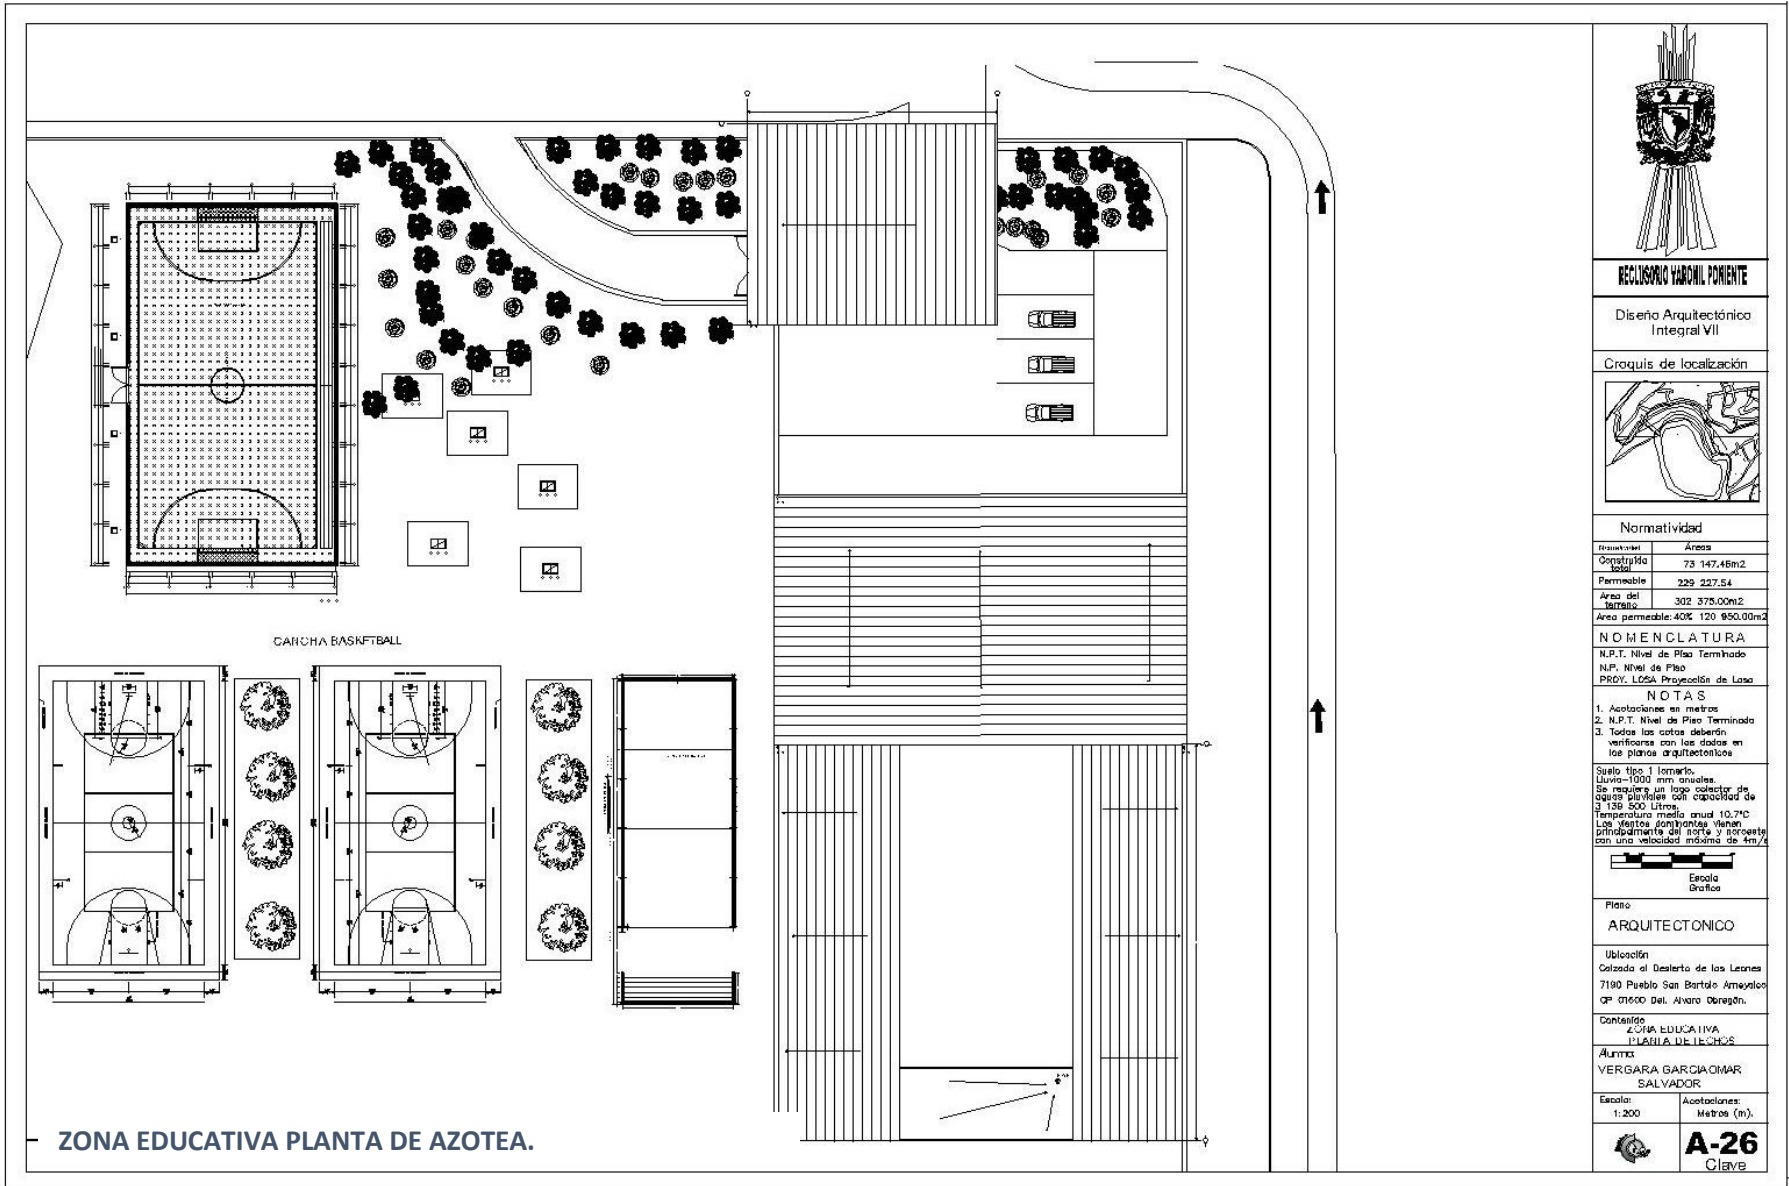 CANCHA BASKETBALL
ZONA EDUCATIVA PLANTA DE AZOTEA.
RECLUSORIO VARONIL PONIENTE
Diseño Arquitectónico
Integral VII
Croquis de localización
Normatividad
Áreas
Construida total 73 147.46m2
Permeable 229 227.54
Area del terreno 302 375.00m2
Area permeable: 40% 120 950.00m2
NOMENCLATURA
N.P.T. Nivel de Piso Terminado
N.P. Nivel de Piso
PROY. LOSA Proyección de Losa
NOTAS
1. Acotaciones en metros
2. N.P.T. Nivel de Piso Terminado
3. Todas las cotas deberán
verificarse con las dadas en
los planos arquitectonicos
Suelo tipo 1 lomerio.
Lluvia-1000 mm anuales.
Se requiere un lago colector de
aguas pluviales con capacidad de
3 139 500 Litros.
Temperatura media anual 10.7°C
Los vientos dominantes vienen
principalmente del norte y noroeste
con una velocidad máxima de 4m/s
Escala
Grafica
Plano
ARQUITECTONICO
Ubicación
Calzada al Desierto de los Leones
7190 Pueblo San Bartolo Ameyalco
CP 01600 Del. Alvaro Obregón.
Contenido
ZONA EDUCATIVA
PLANTA DE TECHOS
Alumno:
VERGARA GARCIA OMAR
SALVADOR
Escala: Acotaciones:
1:200 Metros (m).
A-26
Clave